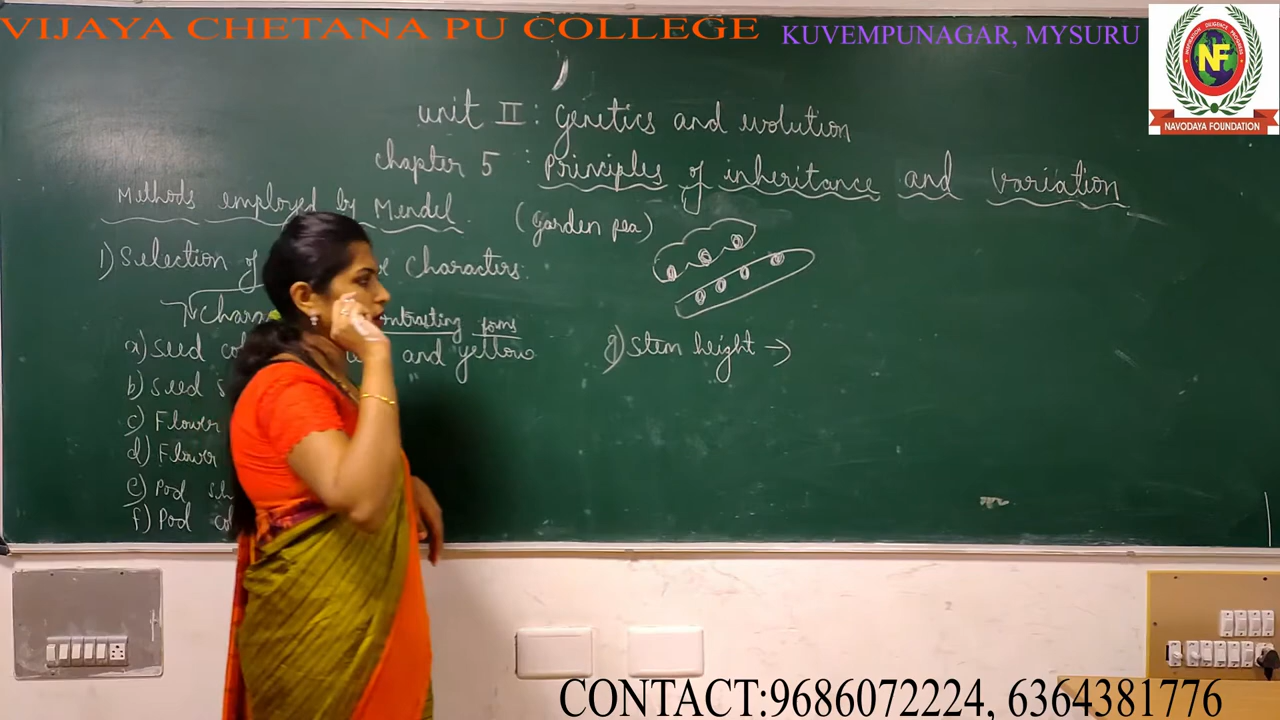 VIJAYA CHETANA PU COLLEGE KUVEMPUNAGAR, MYSURU
NF
NAVODAYA FOUNDATION
unit II : Genetics and evolution
chapter 5 : Principles of inheritance and variation
Methods employed by Mendel. (Garden pea)
1) Selection of characters:
and yellow
b) Seed s
c) Flower
d) Flower
e) Pod
f) Pod
g) Stem height →
contrasting forms
CONTACT:9686072224, 6364381776